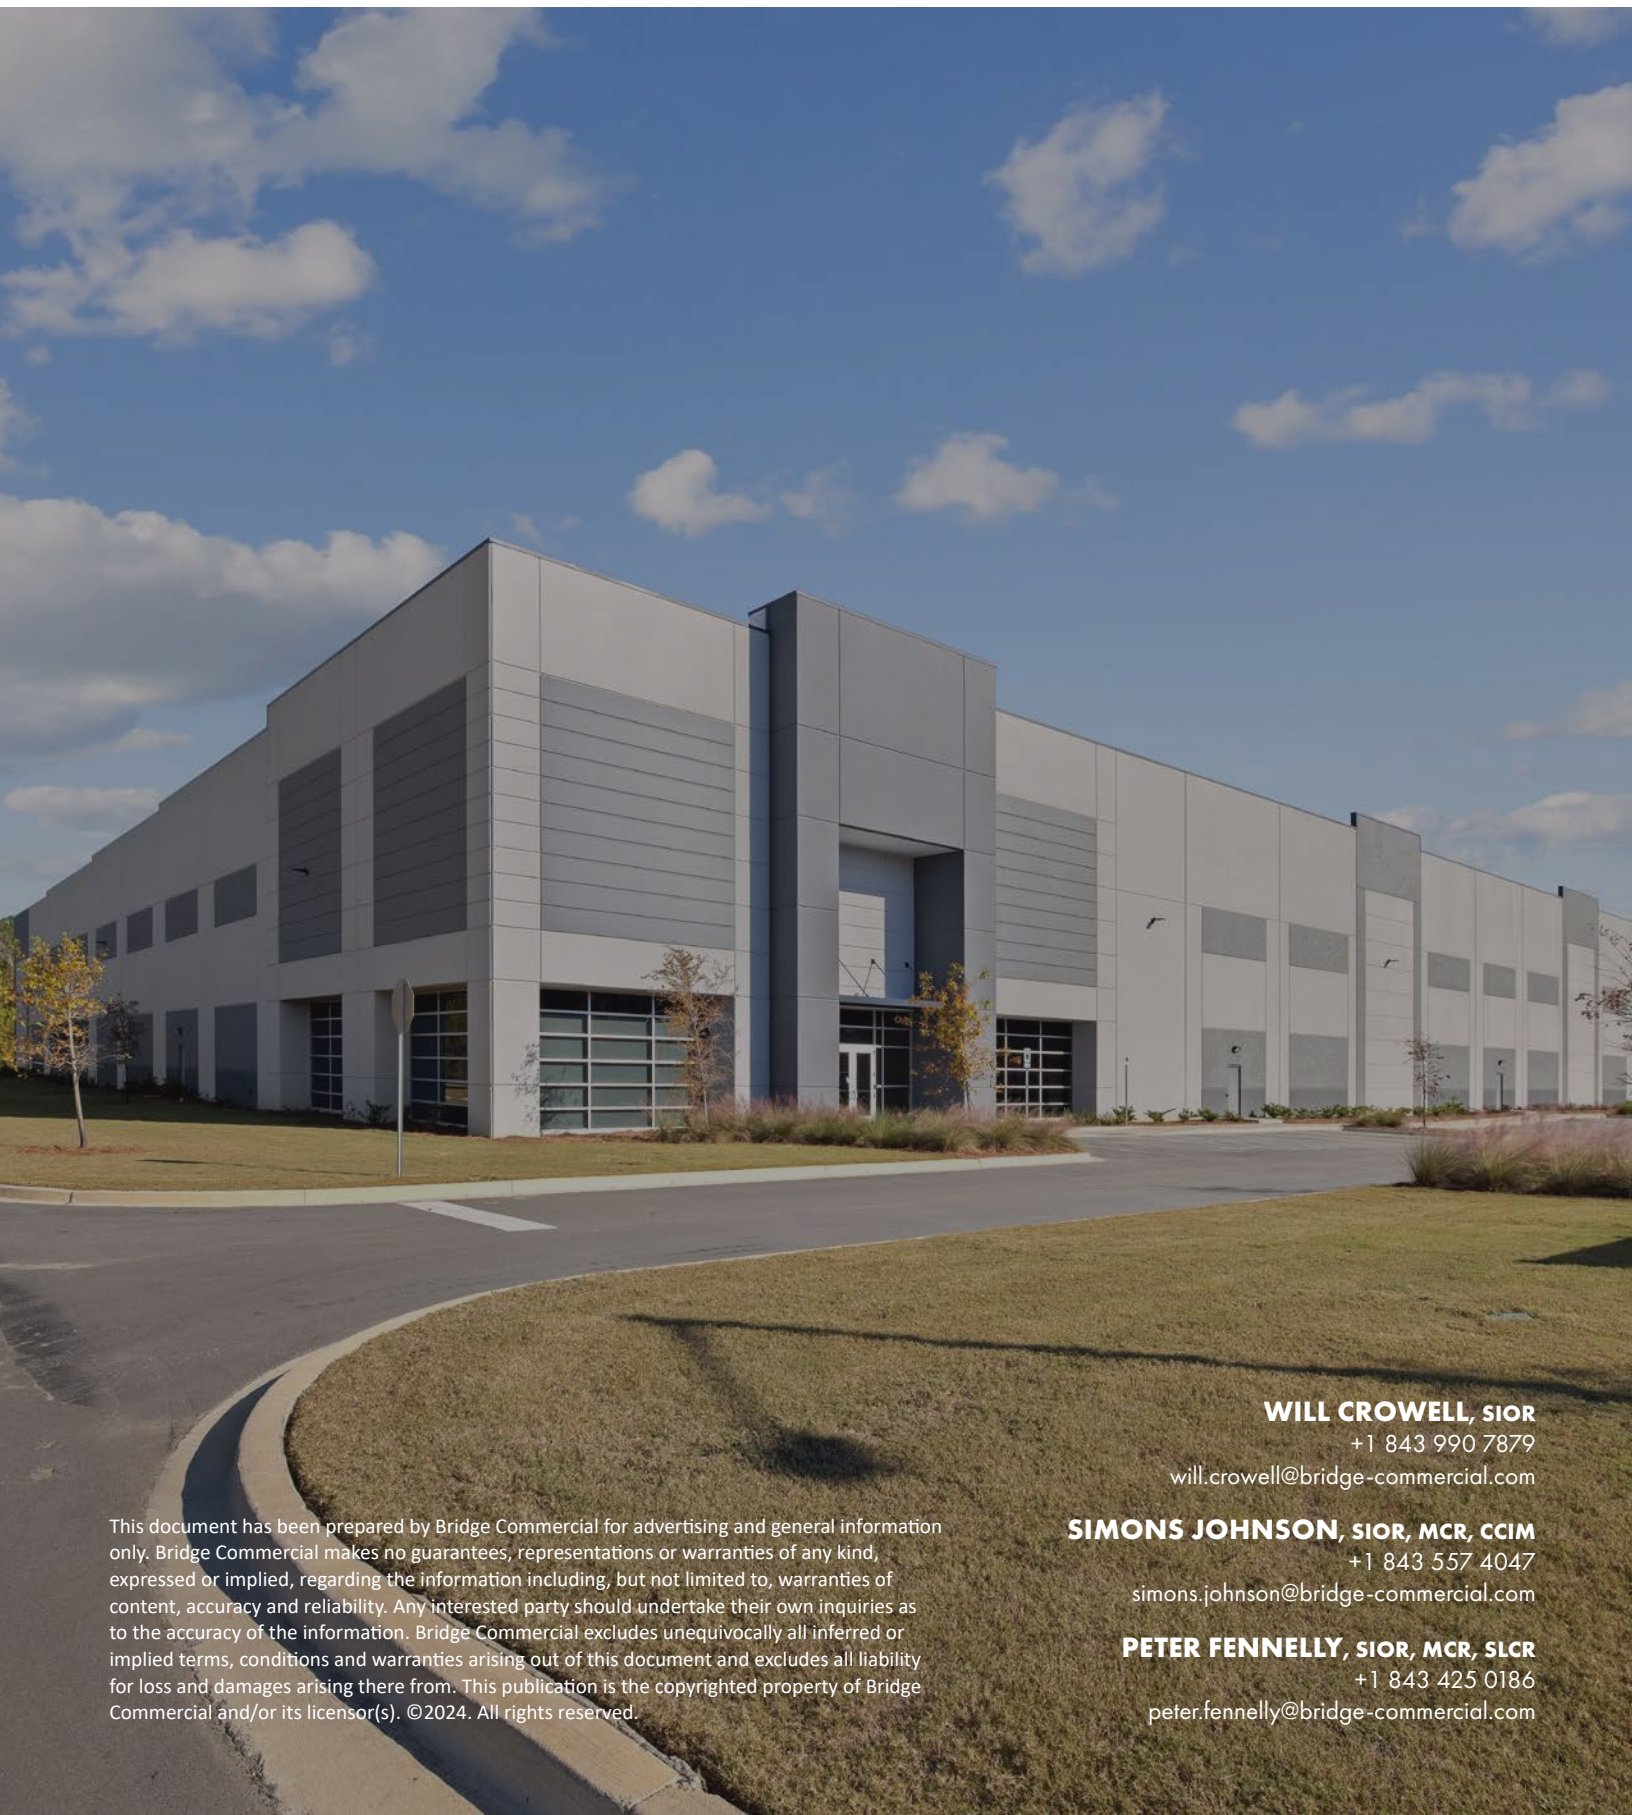 This document has been prepared by Bridge Commercial for advertising and general information
only. Bridge Commercial makes no guarantees, representations or warranties of any kind,
expressed or implied, regarding the information including, but not limited to, warranties of
content, accuracy and reliability. Any interested party should undertake their own inquiries as
to the accuracy of the information. Bridge Commercial excludes unequivocally all inferred or
implied terms, conditions and warranties arising out of this document and excludes all liability
for loss and damages arising there from. This publication is the copyrighted property of Bridge
Commercial and/or its licensor(s). ©2024. All rights reserved.
WILL CROWELL, SIOR
+1 843 990 7879
will.crowell@bridge-commercial.com
SIMONS JOHNSON, SIOR, MCR, CCIM
+1 843 557 4047
simons.johnson@bridge-commercial.com
PETER FENNELLY, SIOR, MCR, SLCR
+1 843 425 0186
peter.fennelly@bridge-commercial.com